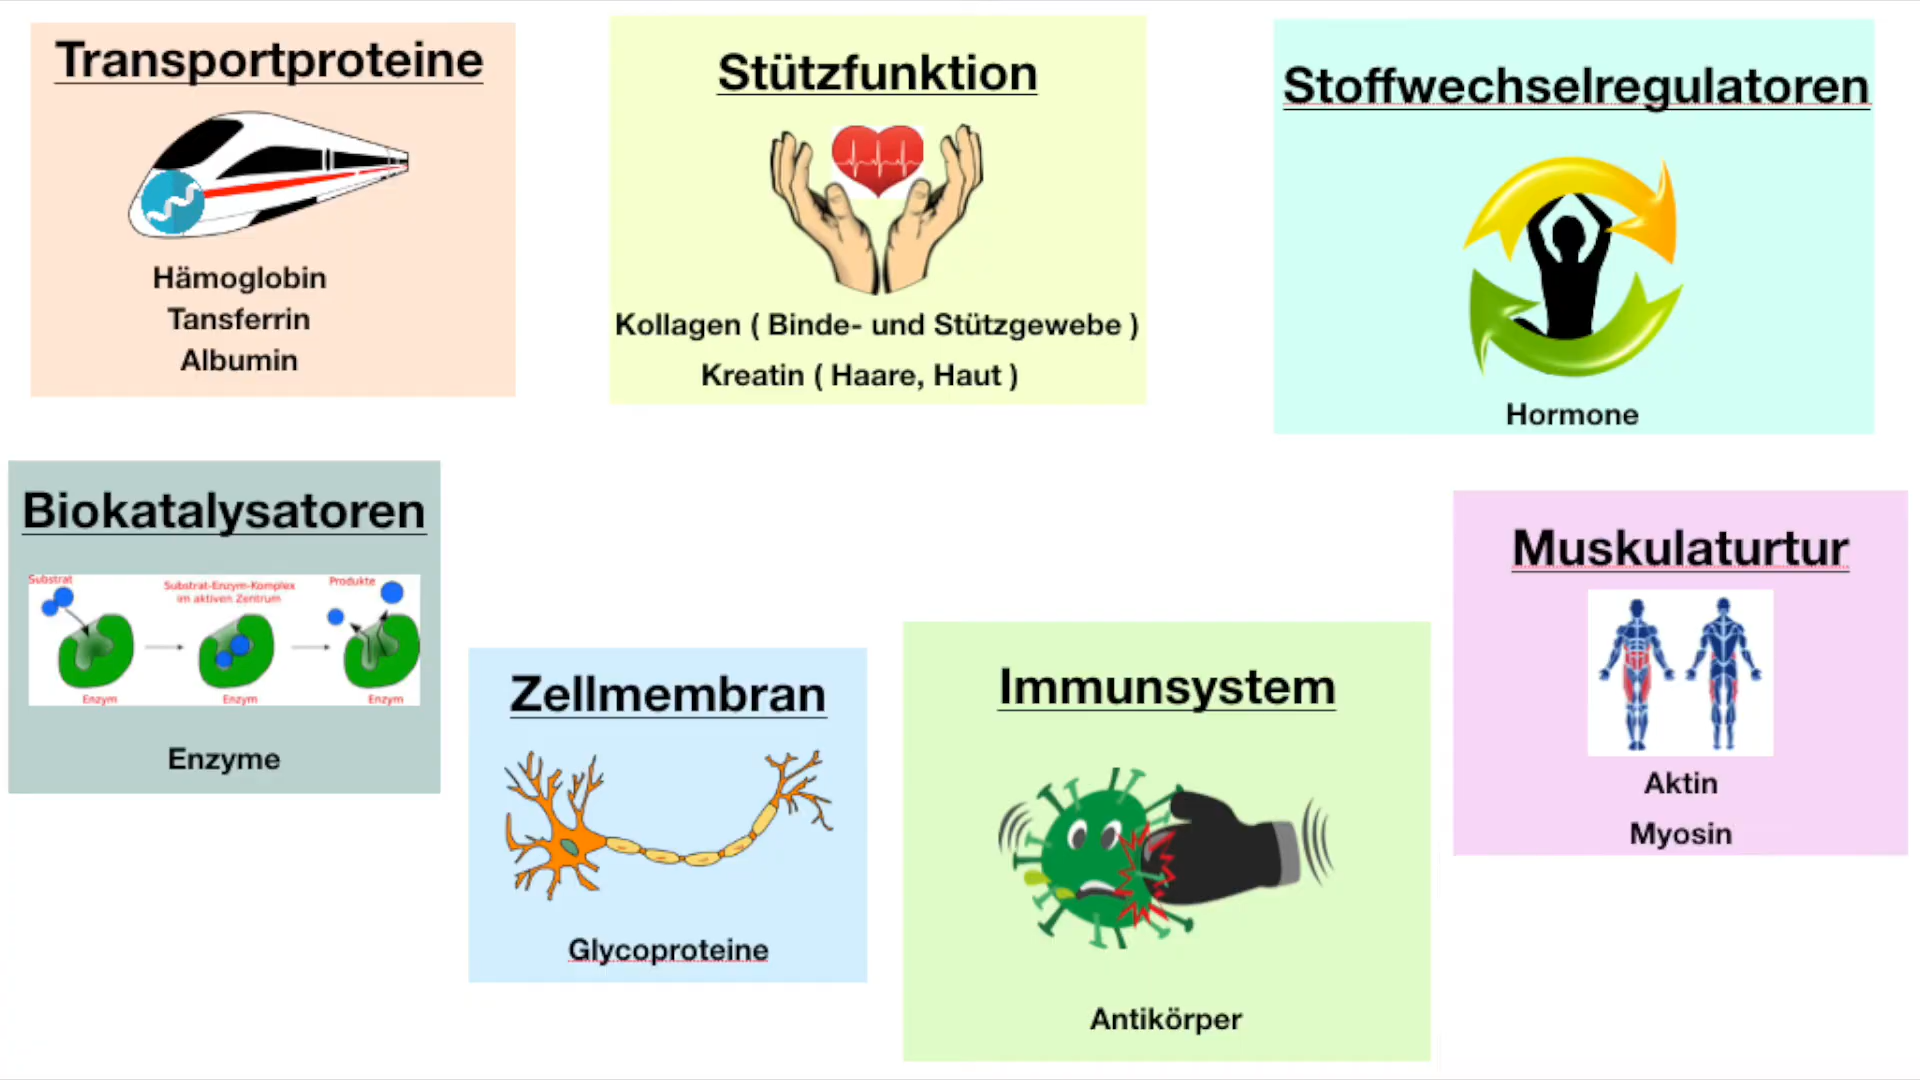 Transportproteine
Hämoglobin
Tansferrin
Albumin
Stützfunktion
Kollagen ( Binde- und Stützgewebe )
Kreatin ( Haare, Haut )
Stoffwechselregulatoren
Hormone
Biokatalysatoren
Substrat
Substrat-Enzym-Komplex
im aktiven Zentrum
Produkte
Enzym
Enzym
Enzym
Enzyme
Zellmembran
Glycoproteine
Immunsystem
Antikörper
Muskulaturtur
Aktin
Myosin